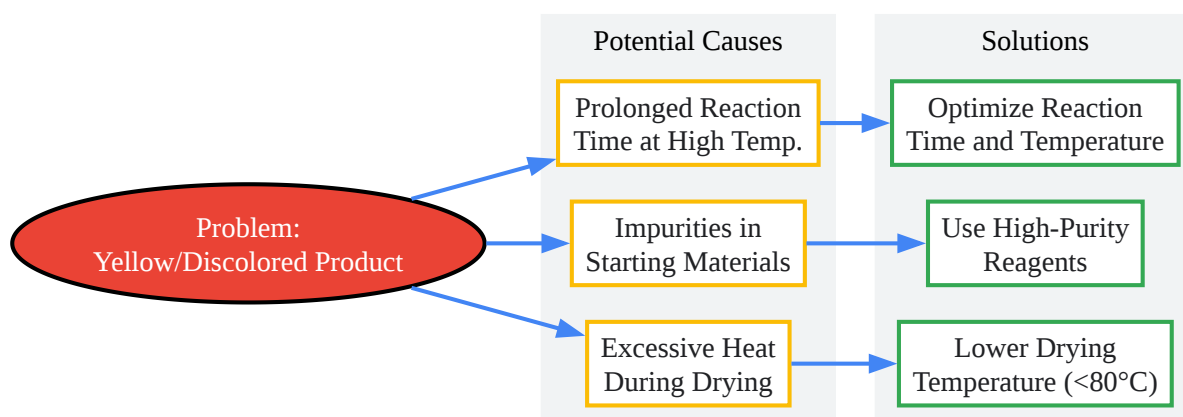 Potential Causes
Solutions
Prolonged Reaction
Time at High Temp.
Optimize Reaction
Time and Temperature
Problem:
Yellow/Discolored Product
Impurities in
Starting Materials
Use High-Purity
Reagents
Excessive Heat
During Drying
Lower Drying
Temperature (<80°C)